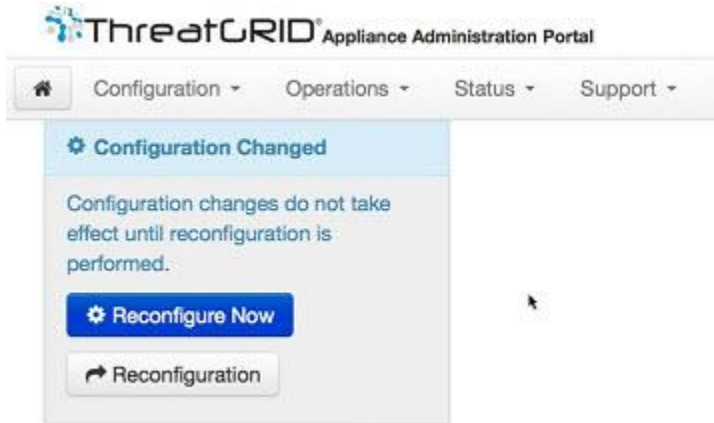 ThreatGRID® Appliance Administration Portal
Configuration Operations Status Support
Configuration Changed
Configuration changes do not take
effect until reconfiguration is
performed.
Reconfigure Now
Reconfiguration